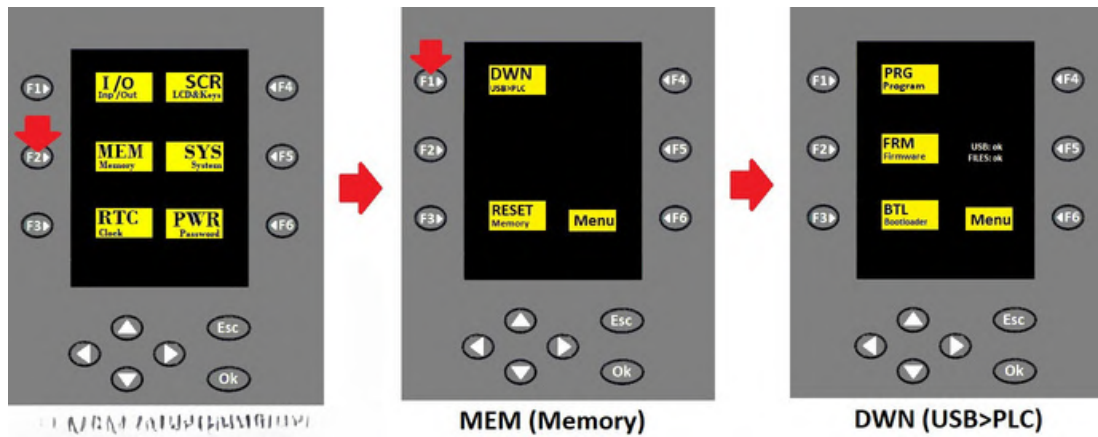 F1
I/O
Inp/Out
SCR
LCD&Keys
F4
F2
MEM
Memory
SYS
System
F5
F3
RTC
Clock
PWR
Password
F6
Esc
Ok
F1
DWN
USB>PLC
F4
F2
F5
F3
RESET
Memory
Menu
F6
Esc
Ok
MEM (Memory)
F1
PRG
Program
F4
F2
FRM
Firmware
USB: ok
FILES: ok
F5
F3
BTL
Bootloader
Menu
F6
Esc
Ok
DWN (USB>PLC)